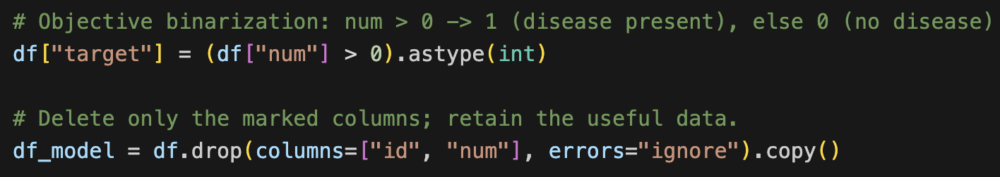 # Objective binarization: num > 0 -> 1 (disease present), else 0 (no disease)
df["target"] = (df["num"] > 0).astype(int)
# Delete only the marked columns; retain the useful data.
df_model = df.drop(columns=["id", "num"], errors="ignore").copy()